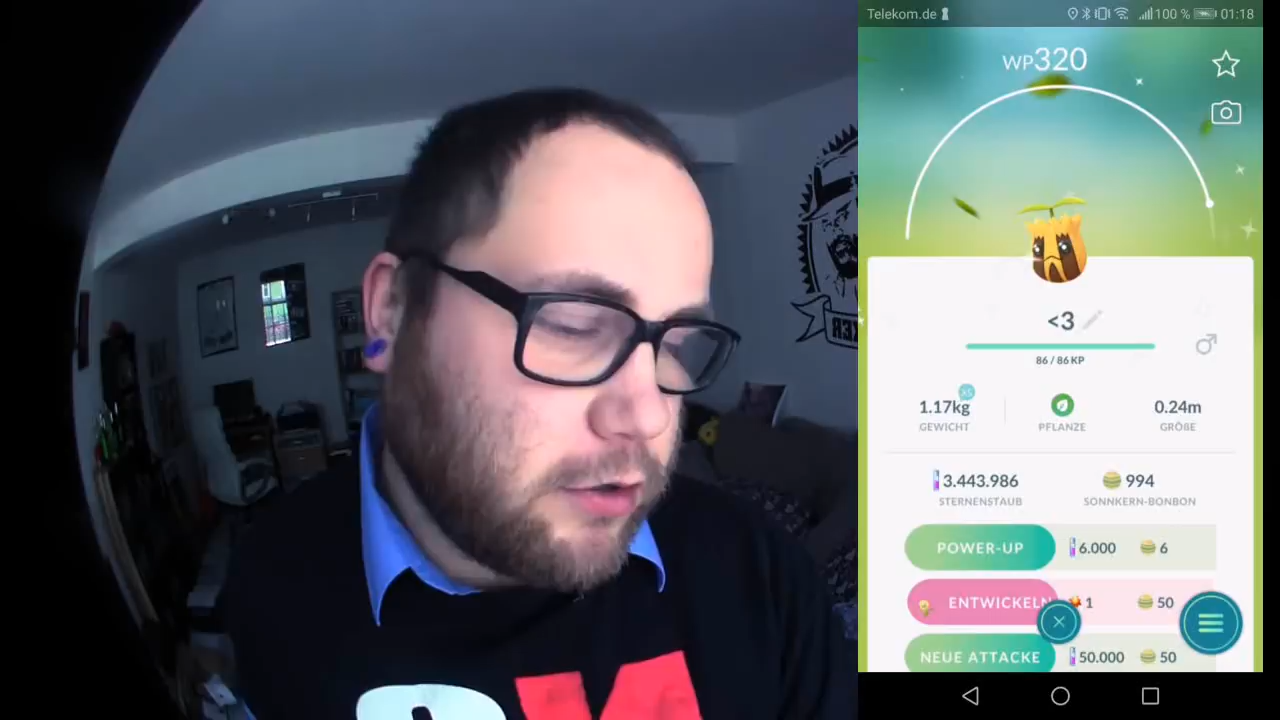 Telekom.de 100 % 01:18
WP320
<3
86 / 86 KP
XS
1.17kg
GEWICHT
PFLANZE
0.24m
GRÖßE
3.443.986
STERNENSTAUB
994
SONNKERN-BONBON
POWER-UP 6.000 6
ENTWICKELN 1 50
NEUE ATTACKE 50.000 50